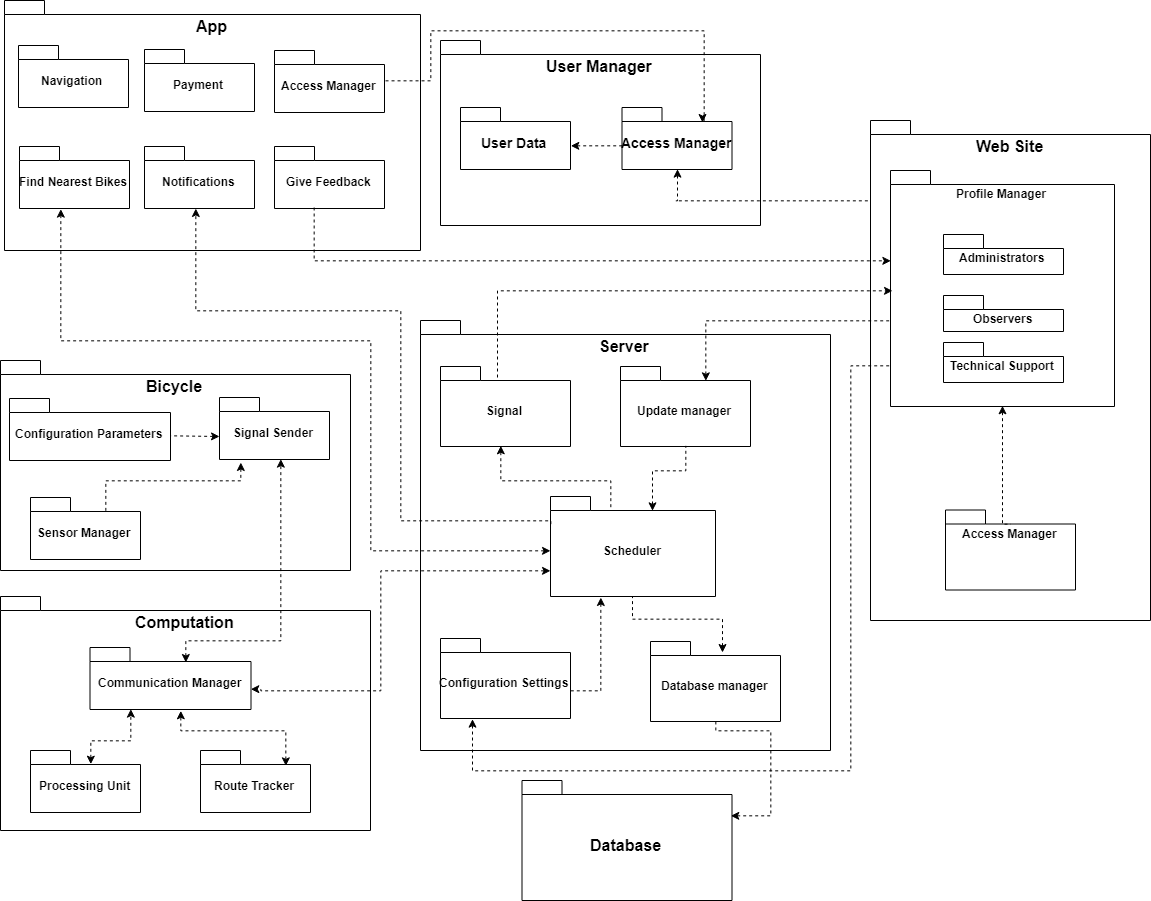 App
Navigation
Payment
Access Manager
Find Nearest Bikes
Notifications
Give Feedback
User Manager
User Data
Access Manager
Web Site
Profile Manager
Administrators
Observers
Technical Support
Access Manager
Bicycle
Configuration Parameters
Signal Sender
Sensor Manager
Server
Signal
Update manager
Scheduler
Configuration Settings
Database manager
Computation
Communication Manager
Processing Unit
Route Tracker
Database